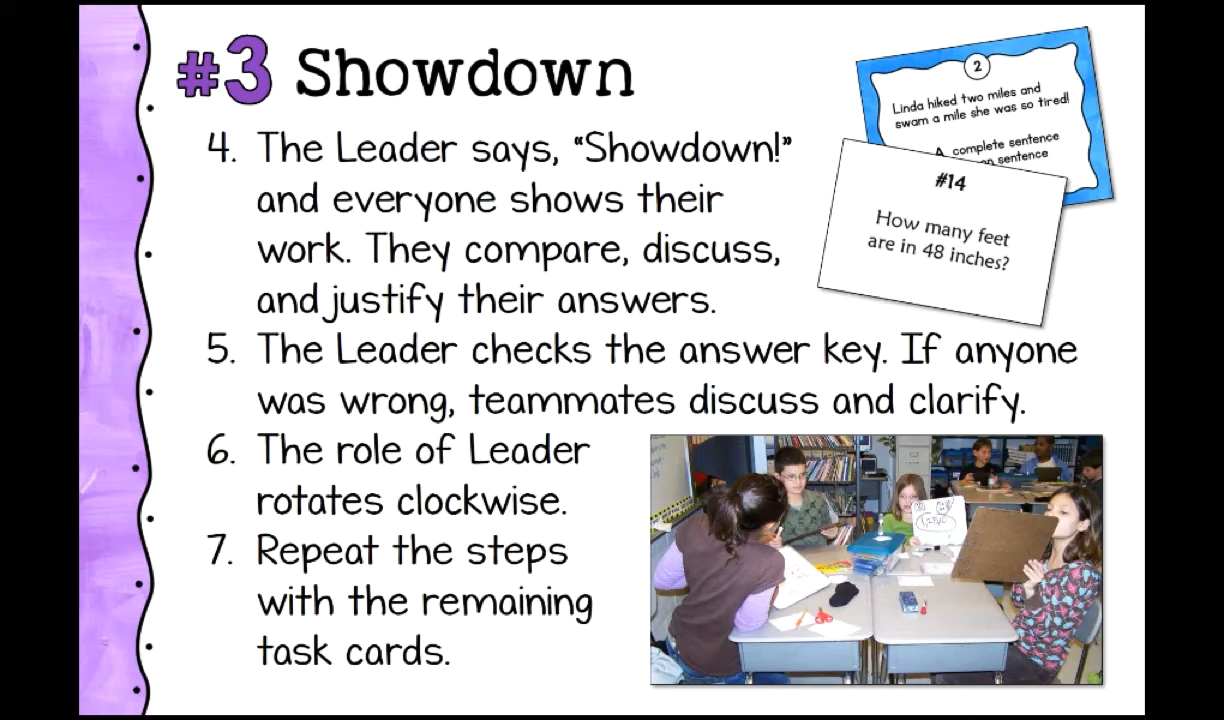 #3 Showdown
4. The Leader says, “Showdown!”
and everyone shows their
work. They compare, discuss,
and justify their answers.
5. The Leader checks the answer key. If anyone
was wrong, teammates discuss and clarify.
6. The role of Leader
rotates clockwise.
7. Repeat the steps
with the remaining
task cards.
2
Linda hiked two miles and
swam a mile she was so tired!
A complete sentence
on sentence
#14
How many feet
are in 48 inches?